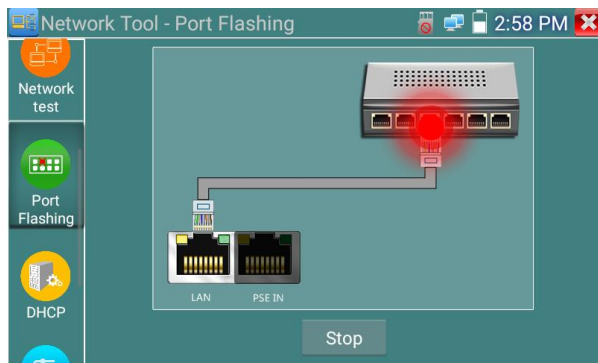 Network Tool - Port Flashing
2:58 PM
Network
test
Port
Flashing
DHCP
LAN
PSE IN
Stop